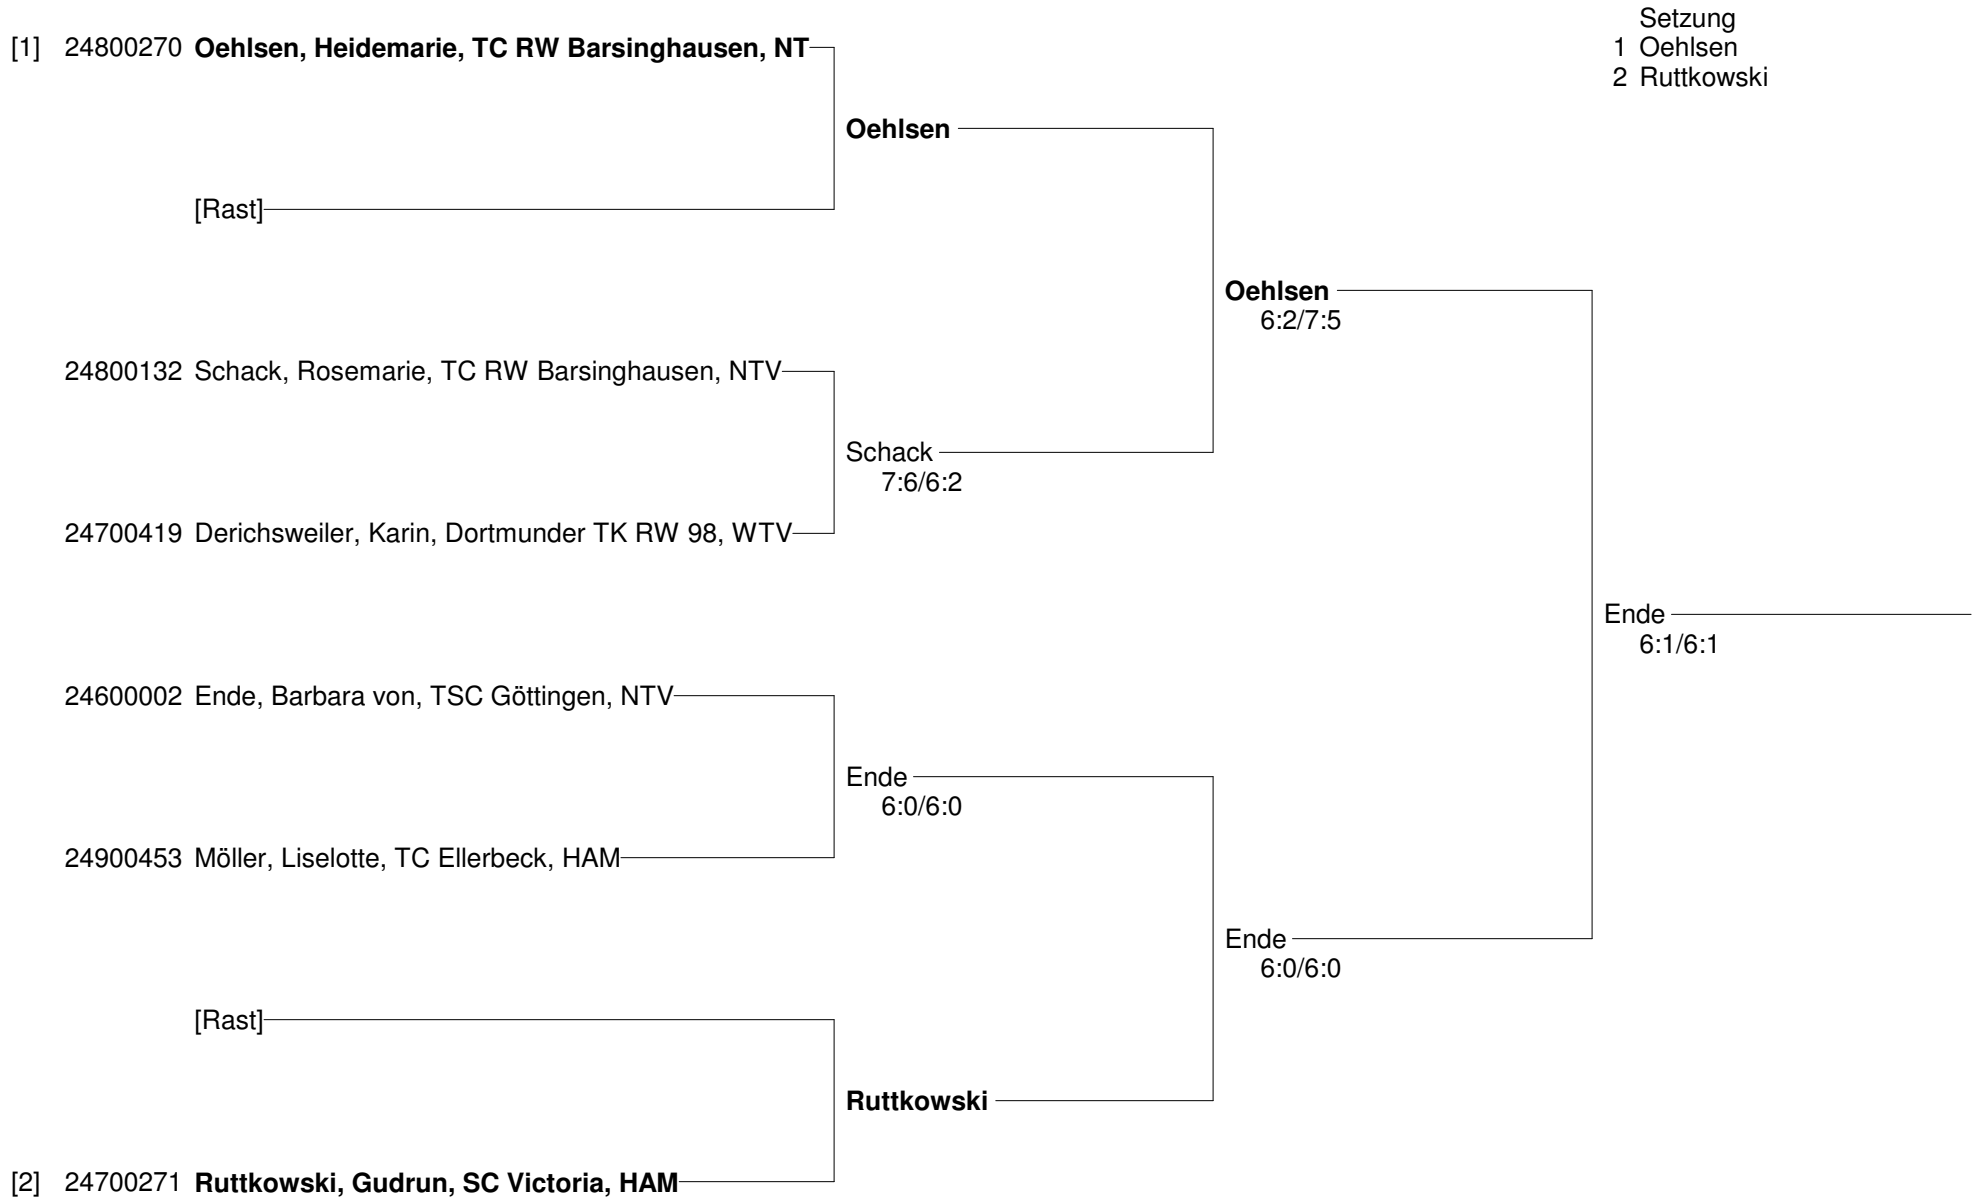 Setzung
1 Oehlsen
2 Ruttkowski
[1] 24800270 Oehlsen, Heidemarie, TC RW Barsinghausen, NT
Oehlsen
[Rast]
Oehlsen
6:2/7:5
24800132 Schack, Rosemarie, TC RW Barsinghausen, NTV
Schack
7:6/6:2
24700419 Derichsweiler, Karin, Dortmunder TK RW 98, WTV
Ende
6:1/6:1
24600002 Ende, Barbara von, TSC Göttingen, NTV
Ende
6:0/6:0
24900453 Möller, Liselotte, TC Ellerbeck, HAM
Ende
6:0/6:0
[Rast]
Ruttkowski
[2] 24700271 Ruttkowski, Gudrun, SC Victoria, HAM